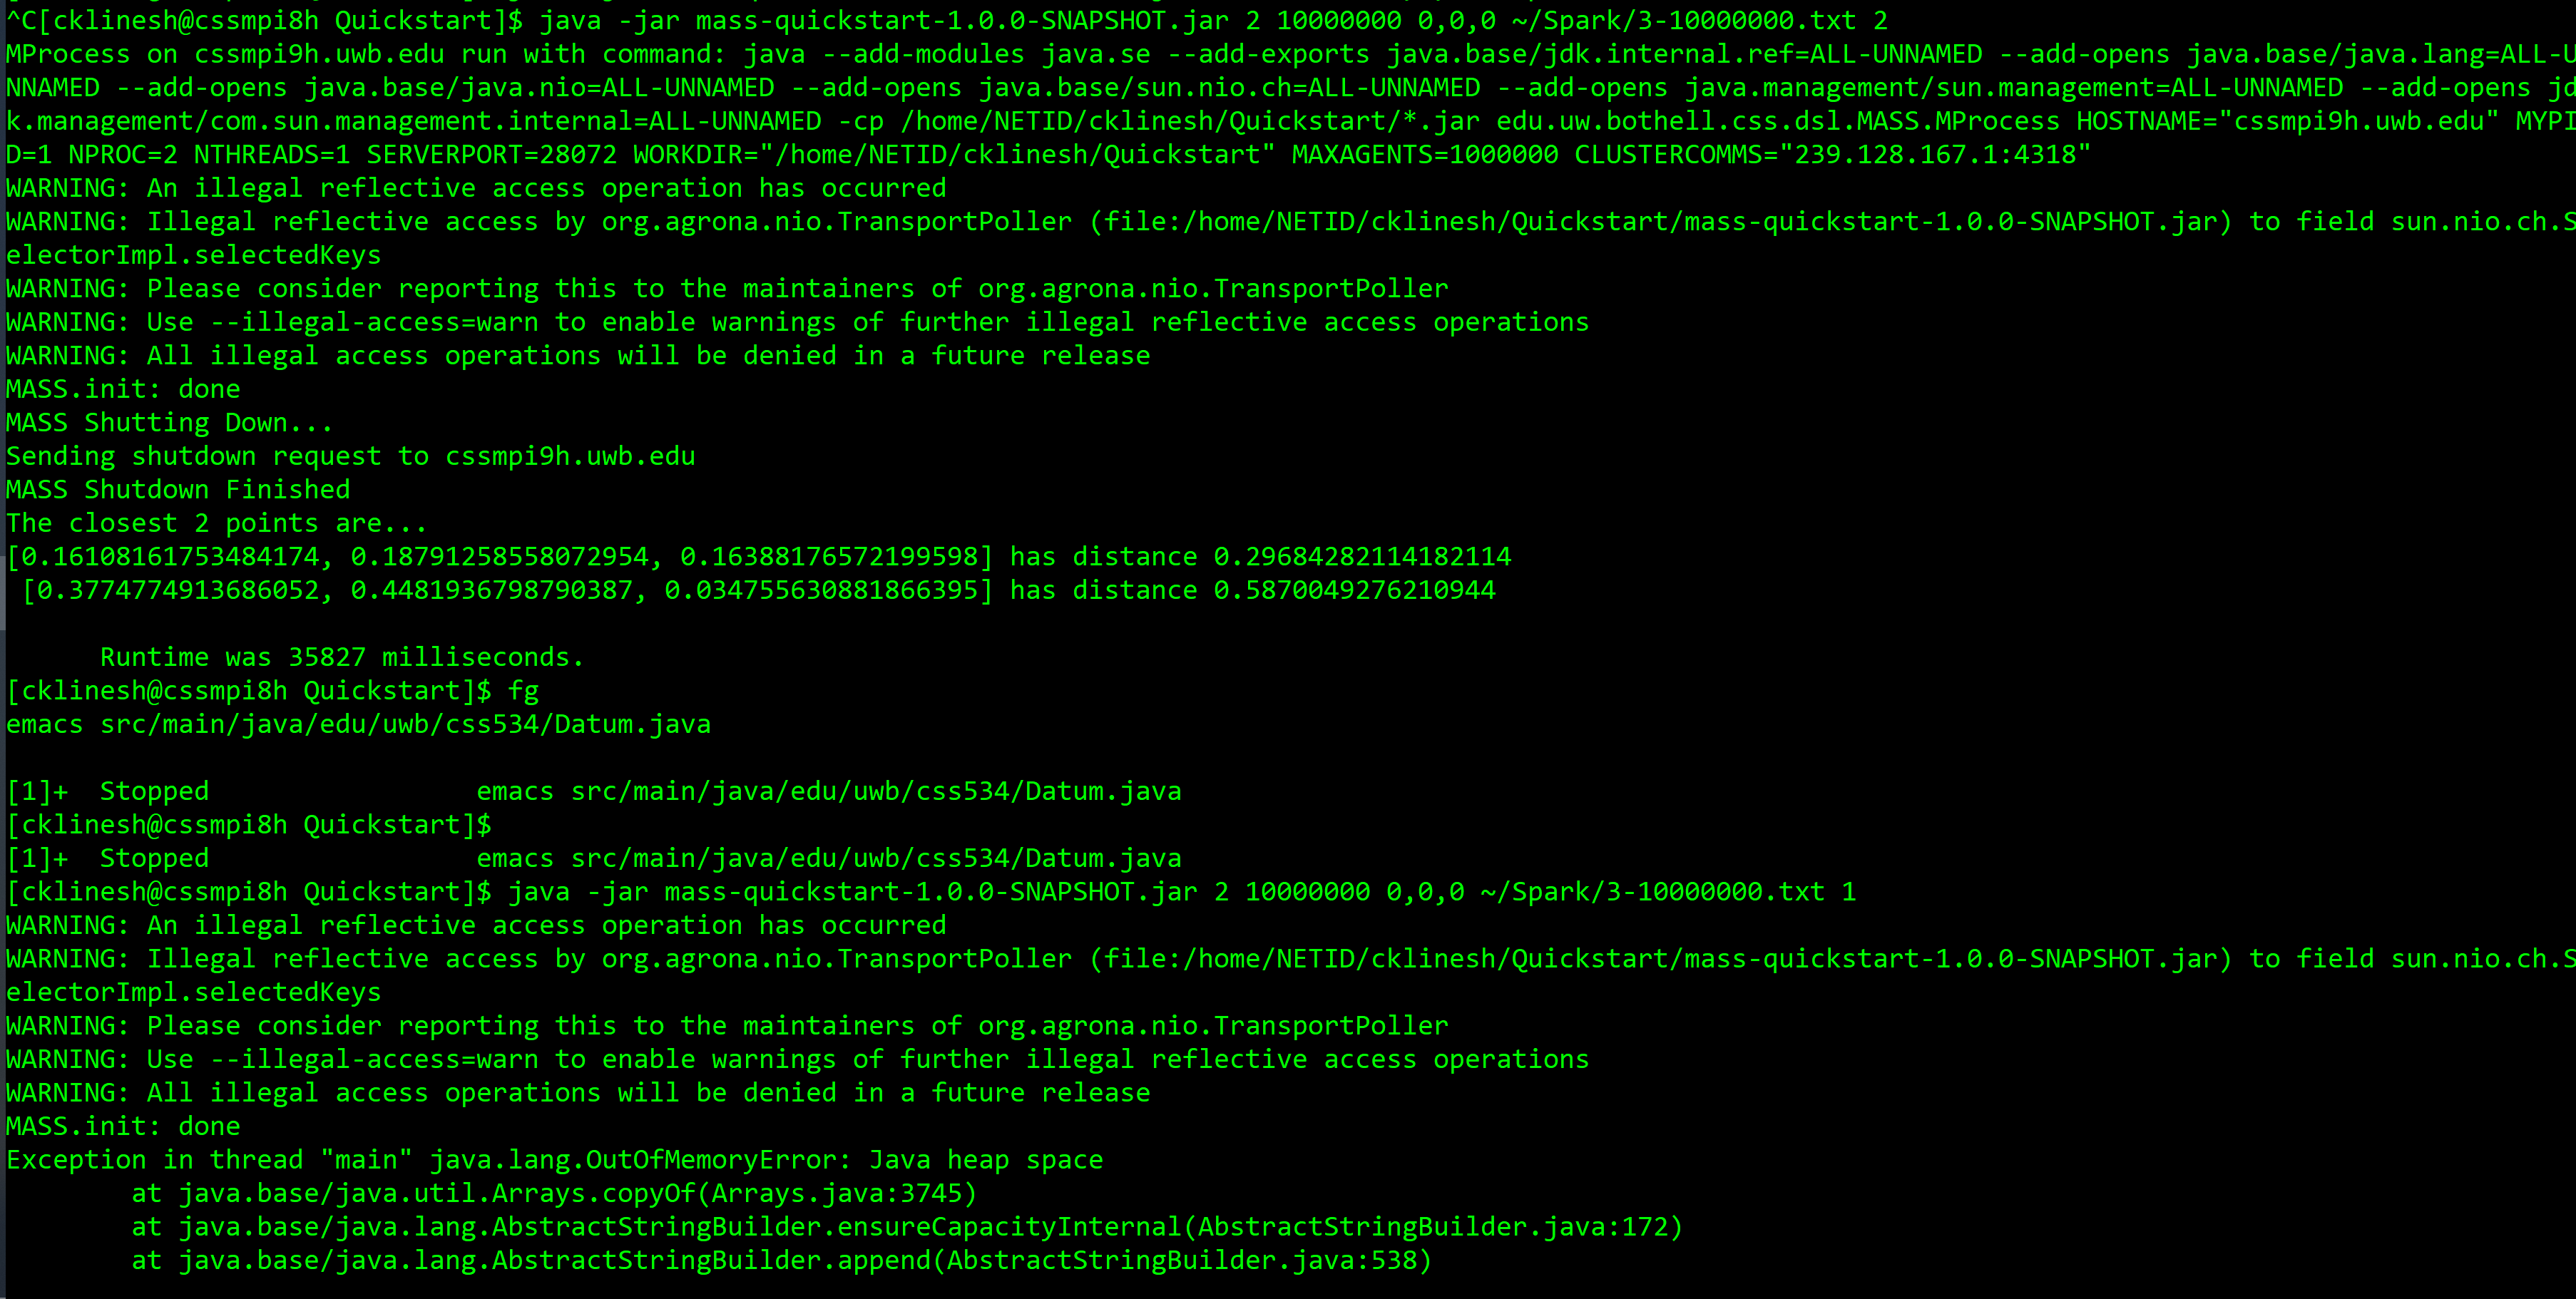 ^C[cklinesh@cssmpi8h Quickstart]$ java -jar mass-quickstart-1.0.0-SNAPSHOT.jar 2 10000000 0,0,0 ~/Spark/3-10000000.txt 2
MProcess on cssmpi9h.uwb.edu run with command: java --add-modules java.se --add-exports java.base/jdk.internal.ref=ALL-UNNAMED --add-opens java.base/java.lang=ALL-U
NNAMED --add-opens java.base/java.nio=ALL-UNNAMED --add-opens java.base/sun.nio.ch=ALL-UNNAMED --add-opens java.management/sun.management=ALL-UNNAMED --add-opens jd
k.management/com.sun.management.internal=ALL-UNNAMED -cp /home/NETID/cklinesh/Quickstart/*.jar edu.uw.bothell.css.dsl.MASS.MProcess HOSTNAME="cssmpi9h.uwb.edu" MYPI
D=1 NPROC=2 NTHREADS=1 SERVERPORT=28072 WORKDIR="/home/NETID/cklinesh/Quickstart" MAXAGENTS=1000000 CLUSTERCOMMS="239.128.167.1:4318"
WARNING: An illegal reflective access operation has occurred
WARNING: Illegal reflective access by org.agrona.nio.TransportPoller (file:/home/NETID/cklinesh/Quickstart/mass-quickstart-1.0.0-SNAPSHOT.jar) to field sun.nio.ch.S
electorImpl.selectedKeys
WARNING: Please consider reporting this to the maintainers of org.agrona.nio.TransportPoller
WARNING: Use --illegal-access=warn to enable warnings of further illegal reflective access operations
WARNING: All illegal access operations will be denied in a future release
MASS.init: done
MASS Shutting Down...
Sending shutdown request to cssmpi9h.uwb.edu
MASS Shutdown Finished
The closest 2 points are...
[0.16108161753484174, 0.18791258558072954, 0.16388176572199598] has distance 0.29684282114182114
 [0.3774774913686052, 0.4481936798790387, 0.034755630881866395] has distance 0.5870049276210944
Runtime was 35827 milliseconds.
[cklinesh@cssmpi8h Quickstart]$ fg
emacs src/main/java/edu/uwb/css534/Datum.java
[1]+  Stopped                 emacs src/main/java/edu/uwb/css534/Datum.java
[cklinesh@cssmpi8h Quickstart]$
[1]+  Stopped                 emacs src/main/java/edu/uwb/css534/Datum.java
[cklinesh@cssmpi8h Quickstart]$ java -jar mass-quickstart-1.0.0-SNAPSHOT.jar 2 10000000 0,0,0 ~/Spark/3-10000000.txt 1
WARNING: An illegal reflective access operation has occurred
WARNING: Illegal reflective access by org.agrona.nio.TransportPoller (file:/home/NETID/cklinesh/Quickstart/mass-quickstart-1.0.0-SNAPSHOT.jar) to field sun.nio.ch.S
electorImpl.selectedKeys
WARNING: Please consider reporting this to the maintainers of org.agrona.nio.TransportPoller
WARNING: Use --illegal-access=warn to enable warnings of further illegal reflective access operations
WARNING: All illegal access operations will be denied in a future release
MASS.init: done
Exception in thread "main" java.lang.OutOfMemoryError: Java heap space
        at java.base/java.util.Arrays.copyOf(Arrays.java:3745)
        at java.base/java.lang.AbstractStringBuilder.ensureCapacityInternal(AbstractStringBuilder.java:172)
        at java.base/java.lang.AbstractStringBuilder.append(AbstractStringBuilder.java:538)